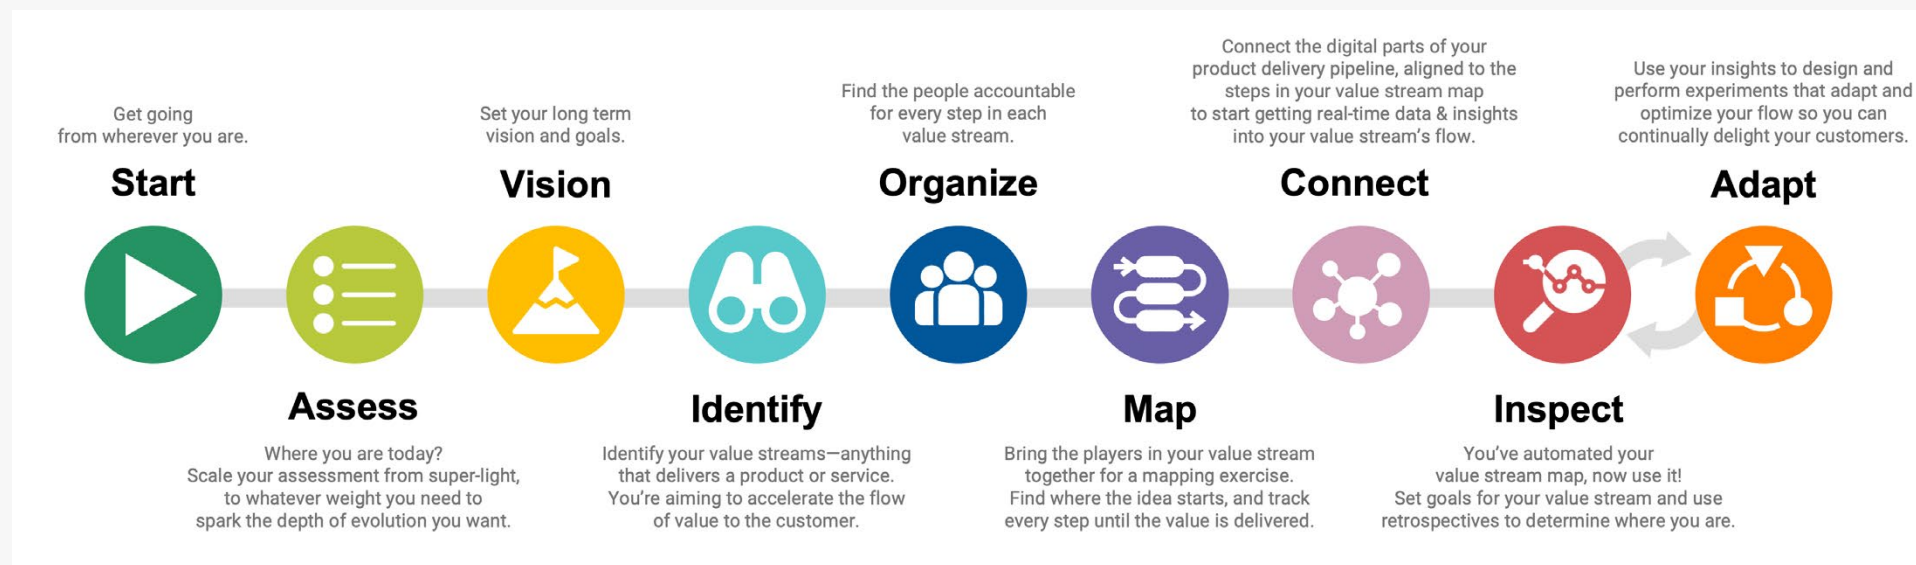 Get going
from wherever you are.
Start
Assess
Where you are today?
Scale your assessment from super-light,
to whatever weight you need to
spark the depth of evolution you want.
Set your long term
vision and goals.
Vision
Identify
Identify your value streams—anything
that delivers a product or service.
You're aiming to accelerate the flow
of value to the customer.
Find the people accountable
for every step in each
value stream.
Organize
Map
Bring the players in your value stream
together for a mapping exercise.
Find where the idea starts, and track
every step until the value is delivered.
Connect the digital parts of your
product delivery pipeline, aligned to the
steps in your value stream map
to start getting real-time data & insights
into your value stream's flow.
Connect
Inspect
You've automated your
value stream map, now use it!
Set goals for your value stream and use
retrospectives to determine where you are.
Use your insights to design and
perform experiments that adapt and
optimize your flow so you can
continually delight your customers.
Adapt